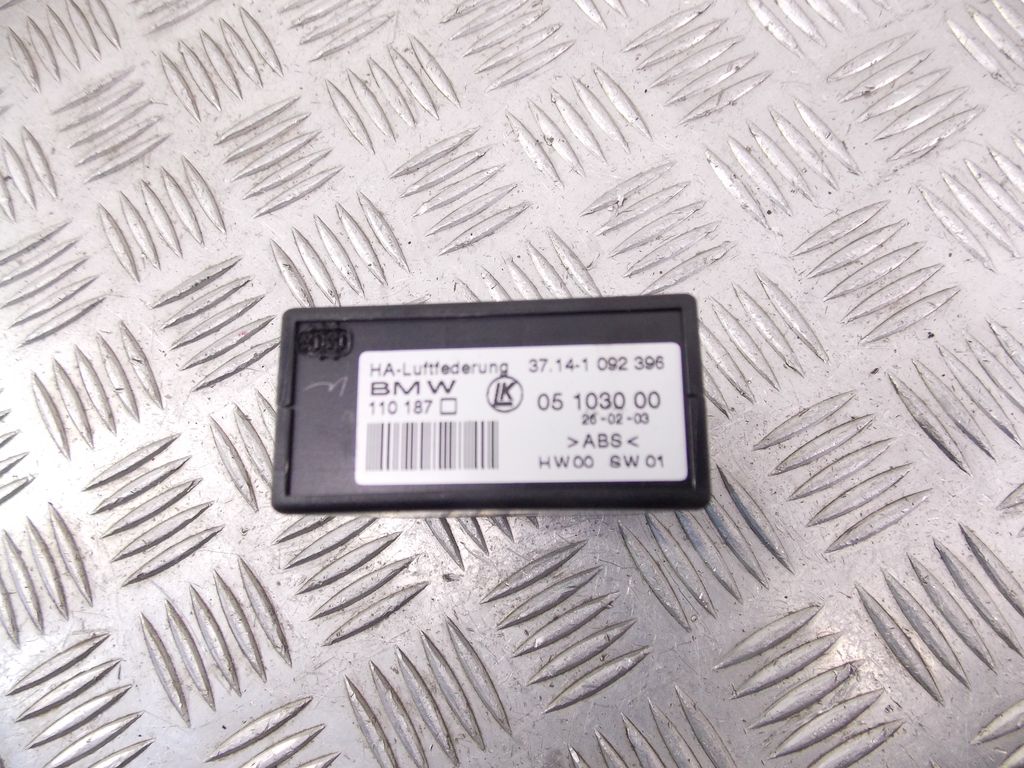 HA-Luftfederung 37.14-1 092 396
BMW LK 05 1030 00
110 187
26-02-03
>ABS<
HW00 SW01